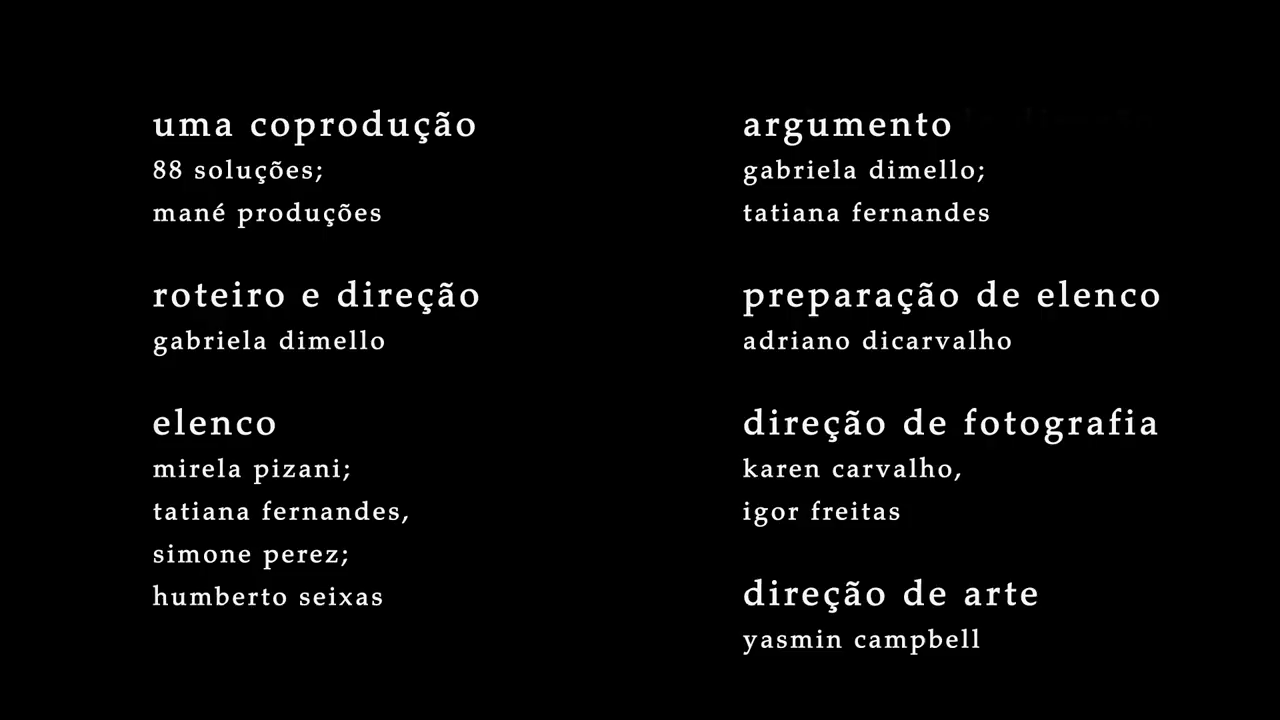 uma coprodução
88 soluções;
mané produções
roteiro e direção
gabriela dimello
elenco
mirela pizani;
tatiana fernandes,
simone perez;
humberto seixas
argumento
gabriela dimello;
tatiana fernandes
preparação de elenco
adriano dicarvalho
direção de fotografia
karen carvalho,
igor freitas
direção de arte
yasmin campbell